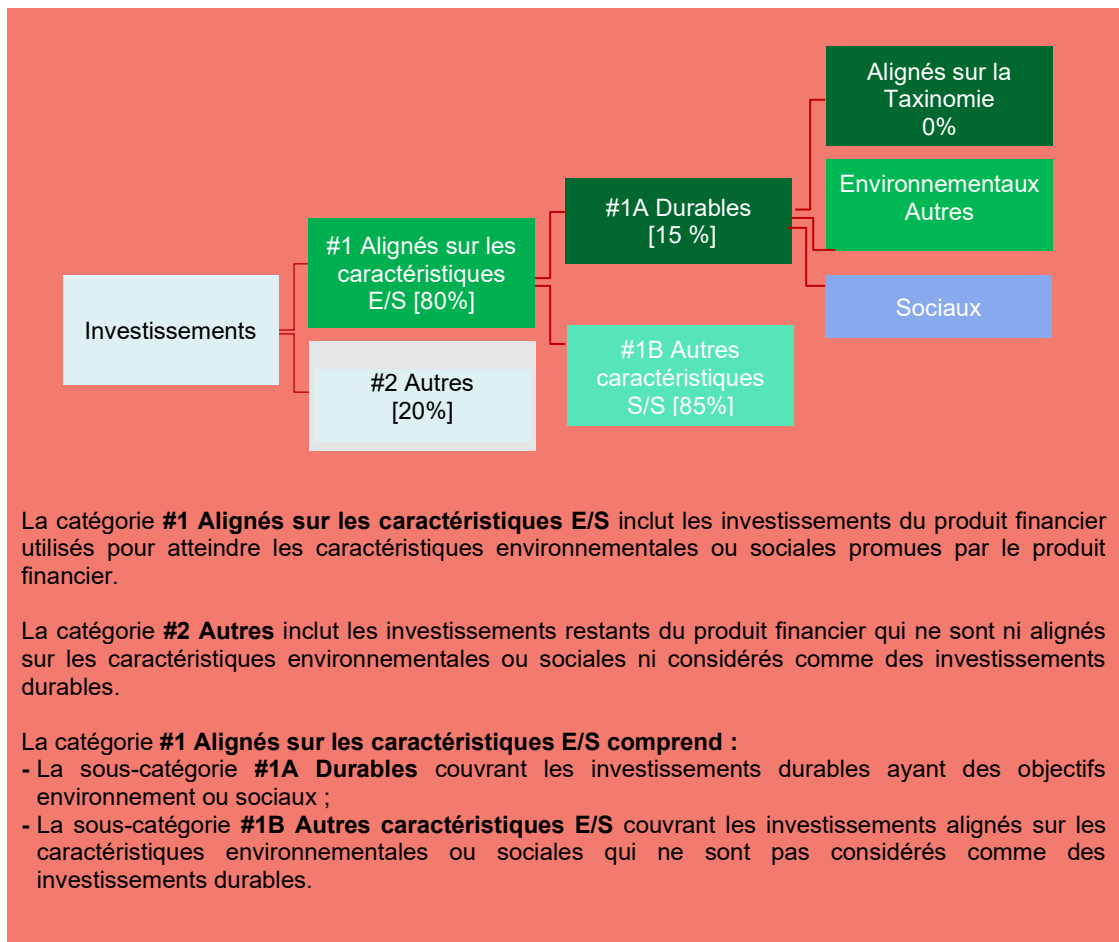 Alignés sur la
Taxinomie
0%
Environnementaux
Autres
#1A Durables
[15 %]
#1 Alignés sur les
caractéristiques
E/S [80%]
Sociaux
Investissements
#1B Autres
caractéristiques
S/S [85%]
#2 Autres
[20%]
La catégorie #1 Alignés sur les caractéristiques E/S inclut les investissements du produit financier
utilisés pour atteindre les caractéristiques environnementales ou sociales promues par le produit
financier.
La catégorie #2 Autres inclut les investissements restants du produit financier qui ne sont ni alignés
sur les caractéristiques environnementales ou sociales ni considérés comme des investissements
durables.
La catégorie #1 Alignés sur les caractéristiques E/S comprend :
- La sous-catégorie #1A Durables couvrant les investissements durables ayant des objectifs
environnement ou sociaux ;
- La sous-catégorie #1B Autres caractéristiques E/S couvrant les investissements alignés sur les
caractéristiques environnementales ou sociales qui ne sont pas considérés comme des
investissements durables.